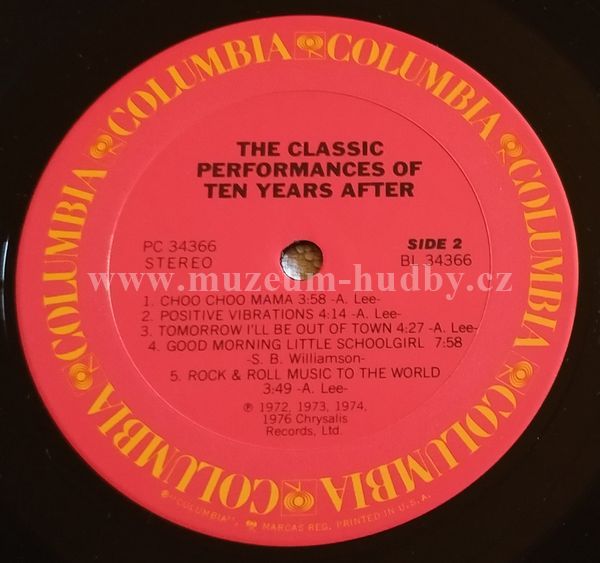 COLUMBIA COLUMBIA COLUMBIA COLUMBIA COLUMBIA COLUMBIA COLUMBIA COLUMBIA
THE CLASSIC
PERFORMANCES OF
TEN YEARS AFTER
PC 34366 SIDE 2
STEREO BL 34366
www.muzeum-hudby.cz
1. CHOO CHOO MAMA 3:58 -A. Lee-
2. POSITIVE VIBRATIONS 4:14 -A. Lee-
3. TOMORROW I'LL BE OUT OF TOWN 4:27 -A. Lee-
4. GOOD MORNING LITTLE SCHOOLGIRL 7:58
-S. B. Williamson-
5. ROCK & ROLL MUSIC TO THE WORLD
3:49 -A. Lee-
℗ 1972, 1973, 1974,
1976 Chrysalis
Records, Ltd.
®"COLUMBIA", MARCAS REG. PRINTED IN U.S.A.